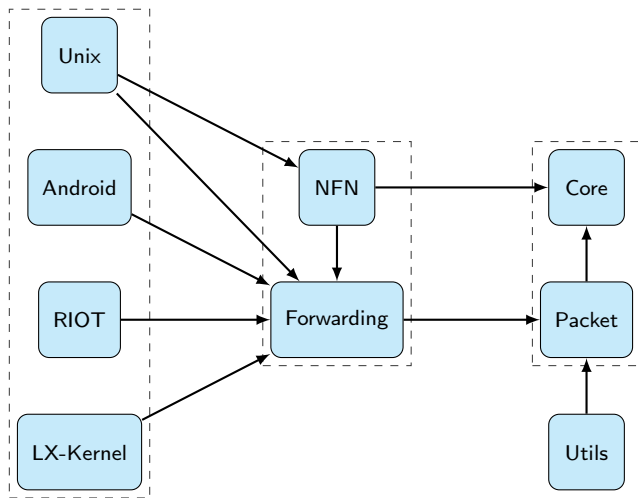 Unix
Android
NFN
Core
RIOT
Forwarding
Packet
LX-Kernel
Utils